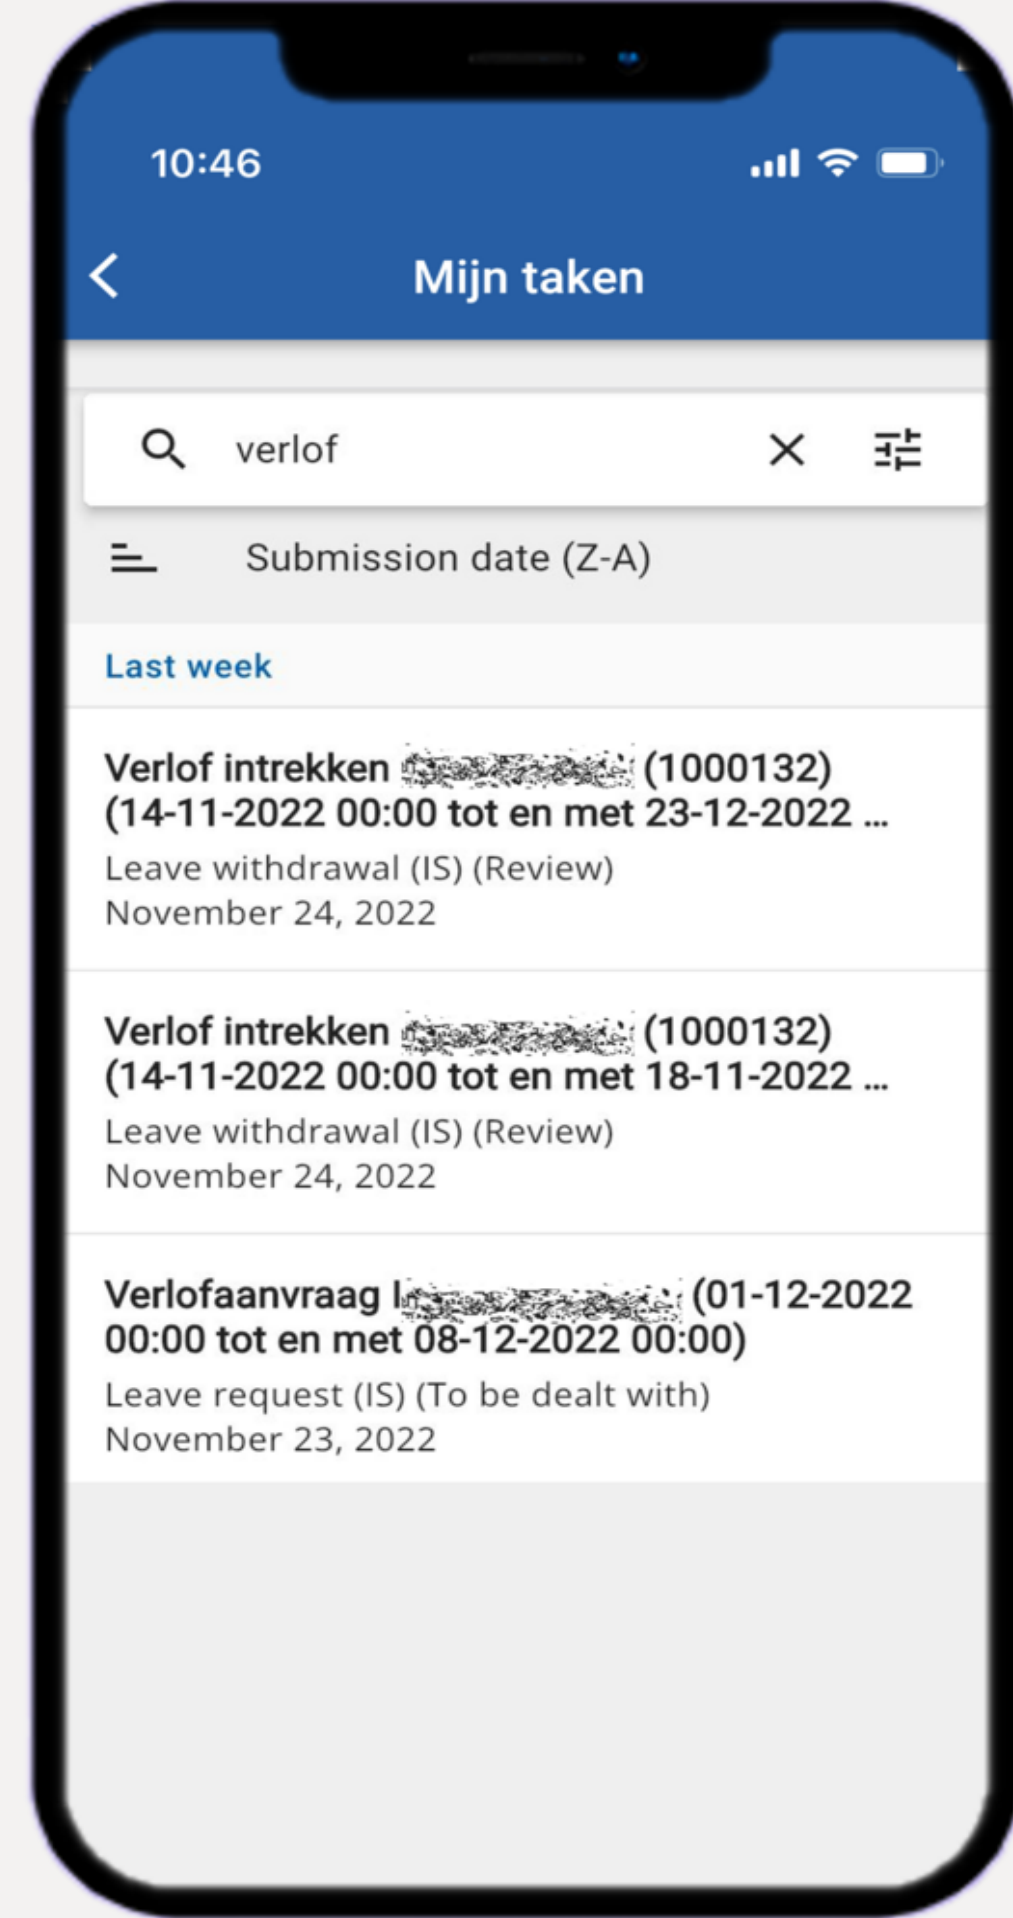 10:46
Mijn taken
verlof
Submission date (Z-A)
Last week
Verlof intrekken (1000132)
(14-11-2022 00:00 tot en met 23-12-2022 ...
Leave withdrawal (IS) (Review)
November 24, 2022
Verlof intrekken (1000132)
(14-11-2022 00:00 tot en met 18-11-2022 ...
Leave withdrawal (IS) (Review)
November 24, 2022
Verlofaanvraag (01-12-2022
00:00 tot en met 08-12-2022 00:00)
Leave request (IS) (To be dealt with)
November 23, 2022